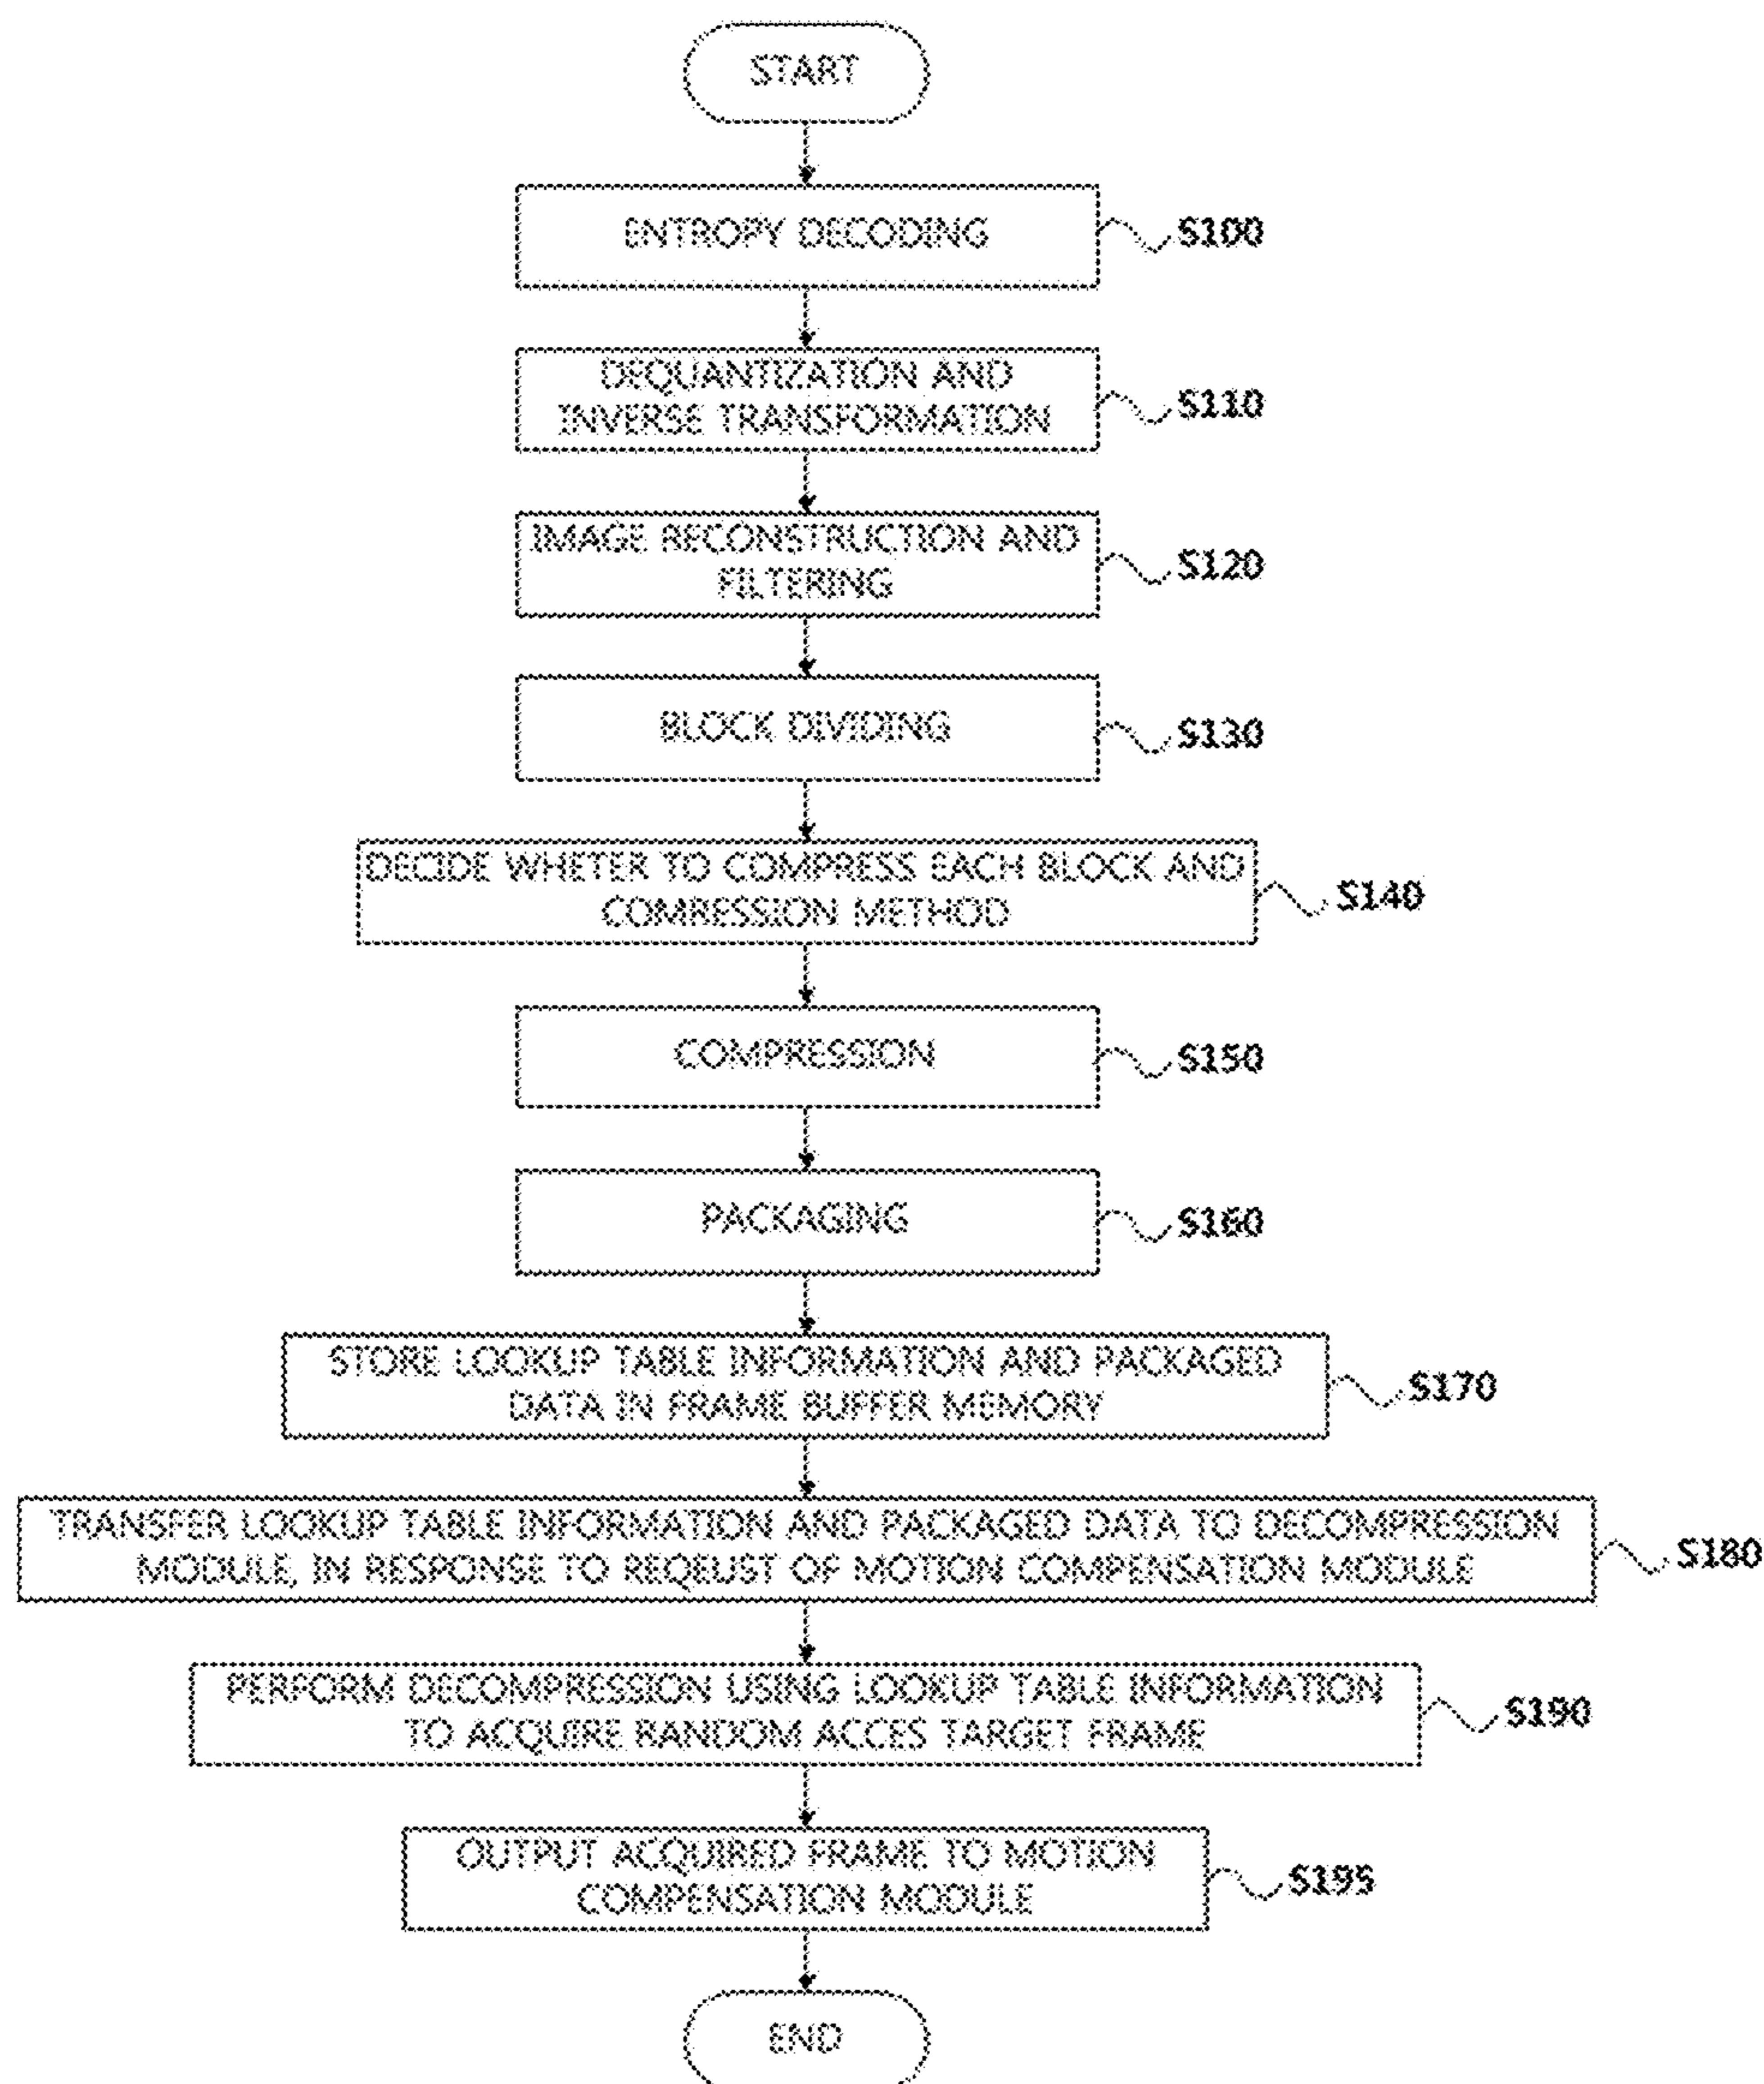 START
ENTROPY DECODING
S100
DEQUANTIZATION AND
INVERSE TRANSFORMATION
S110
IMAGE RECONSTRUCTION AND
FILTERING
S120
BLOCK DIVIDING
S130
DECIDE WHETER TO COMPRESS EACH BLOCK AND
COMRESSION METHOD
S140
COMPRESSION
S150
PACKAGING
S160
STORE LOOKUP TABLE INFORMATION AND PACKAGED
DATA IN FRAME BUFFER MEMORY
S170
TRANSFER LOOKUP TABLE INFORMATION AND PACKAGED DATA TO DECOMPRESSION
MODULE, IN RESPONSE TO REQEUST OF MOTION COMPENSATION MODULE
S180
PERFORM DECOMPRESSION USING LOOKUP TABLE INFORMATION
TO ACQUIRE RANDOM ACCES TARGET FRAME
S190
OUTPUT ACQUIRED FRAME TO MOTION
COMPENSATION MODULE
S195
END